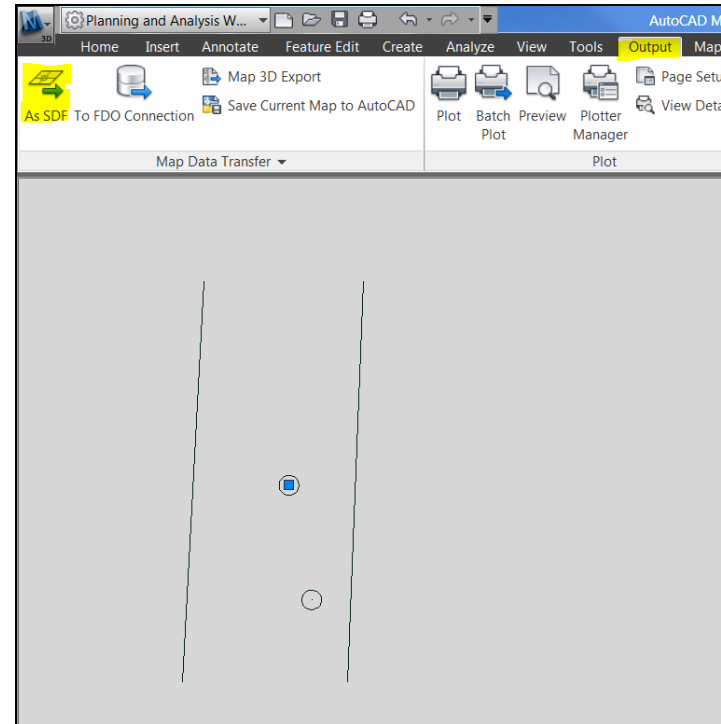 3D
Planning and Analysis W...
AutoCAD M
Home Insert Annotate Feature Edit Create Analyze View Tools Output Map
As SDF
To FDO Connection
Map 3D Export
Save Current Map to AutoCAD
Plot
Batch
Plot
Preview
Plotter
Manager
Page Setu
View Deta
Map Data Transfer
Plot